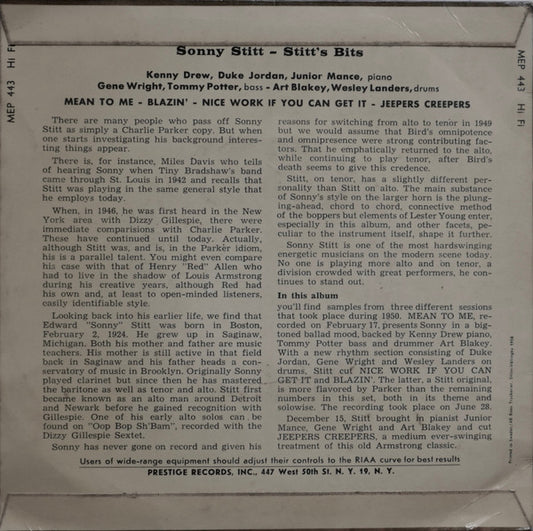 Sonny Stitt – Stitt's Bits
Kenny Drew, Duke Jordan, Junior Mance, piano
Gene Wright, Tommy Potter, bass - Art Blakey, Wesley Landers, drums
MEAN TO ME - BLAZIN' - NICE WORK IF YOU CAN GET IT - JEEPERS CREEPERS
MEP 443 Hi Fi
MEP 443 Hi Fi
There are many people who pass off Sonny
Stitt as simply a Charlie Parker copy. But when
one starts investigating his background interes-
ting things appear.
There is, for instance, Miles Davis who tells
of hearing Sonny when Tiny Bradshaw's band
came through St. Louis in 1942 and recalls that
Stitt was playing in the same general style that
he employs today.
When, in 1946, he was first heard in the New
York area with Dizzy Gillespie, there were
immediate comparisions with Charlie Parker.
These have continued until today. Actually,
although Stitt was, and is, in the Parker idiom,
his is a parallel talent. You might even compare
his case with that of Henry "Red" Allen who
had to live in the shadow of Louis Armstrong
during his creative years, although Red had
his own and, at least to open-minded listeners,
easily identifiable style.
Looking back into his earlier life, we find that
Edward "Sonny" Stitt was born in Boston,
February 2, 1924. He grew up in Saginaw,
Michigan. Both his mother and father are music
teachers. His mother is still active in that field
back in Saginaw and his father heads a con-
servatory of music in Brooklyn. Originally Sonny
played clarinet but since then he has mastered
the baritone as well as tenor and alto. Stitt first
became known as an alto man around Detroit
and Newark before he gained recognition with
Gillespie. One of his early alto solos can be
found on "Oop Bop Sh'Bam", recorded with the
Dizzy Gillespie Sextet.
Sonny has never gone on record and given his
reasons for switching from alto to tenor in 1949
but we would assume that Bird's omnipotence
and omnipresence were strong contributing fac-
tors. That he emphatically returned to the alto,
while continuing to play tenor, after Bird's
death seems to give this credence.
Stitt, on tenor, has a slightly different per-
sonality than Stitt on alto. The main substance
of Sonny's style on the larger horn is the plung-
ing-ahead, chord to chord, connective method
of the boppers but elements of Lester Young enter,
especially in this album, and other facets, pe-
culiar to the instrument itself, shape it further.
Sonny Stitt is one of the most hardswinging
energetic musicians on the modern scene today.
No one is playing more alto and on tenor, a
division crowded with great performers, he con-
tinues to stand out.
In this album
you'll find samples from three different sessions
that took place during 1950. MEAN TO ME, re-
corded on February 17, presents Sonny in a big-
toned ballad mood, backed by Kenny Drew piano,
Tommy Potter bass and drummer Art Blakey.
With a new rhythm section consisting of Duke
Jordan, Gene Wright and Wesley Landers on
drums, Stitt cut NICE WORK IF YOU CAN
GET IT and BLAZIN'. The latter, a Stitt original,
is more flavored by Parker than the remaining
numbers in this set, both in its theme and
solowise. The recording took place on June 28.
December 15, Stitt brought in pianist Junior
Mance, Gene Wright and Art Blakey and cut
JEEPERS CREEPERS, a medium ever-swinging
treatment of this old Armstrong classic.
Users of wide-range equipment should adjust their controls to the RIAA curve for best results
PRESTIGE RECORDS, INC., 447 West 50th St. N. Y. 19, N. Y.